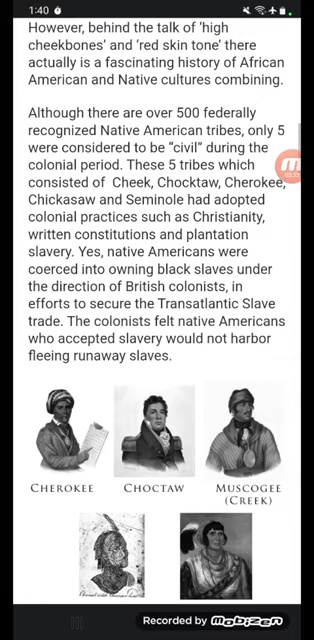 1:40
However, behind the talk of 'high
cheekbones' and 'red skin tone' there
actually is a fascinating history of African
American and Native cultures combining.
Although there are over 500 federally
recognized Native American tribes, only 5
were considered to be “civil” during the
colonial period. These 5 tribes which
consisted of Cheek, Chocktaw, Cherokee,
Chickasaw and Seminole had adopted
colonial practices such as Christianity,
written constitutions and plantation
slavery. Yes, native Americans were
coerced into owning black slaves under
the direction of British colonists, in
efforts to secure the Transatlantic Slave
trade. The colonists felt native Americans
who accepted slavery would not harbor
fleeing runaway slaves.
CHEROKEE
CHOCTAW
MUSCOGEE
(CREEK)
Recorded by mobizen